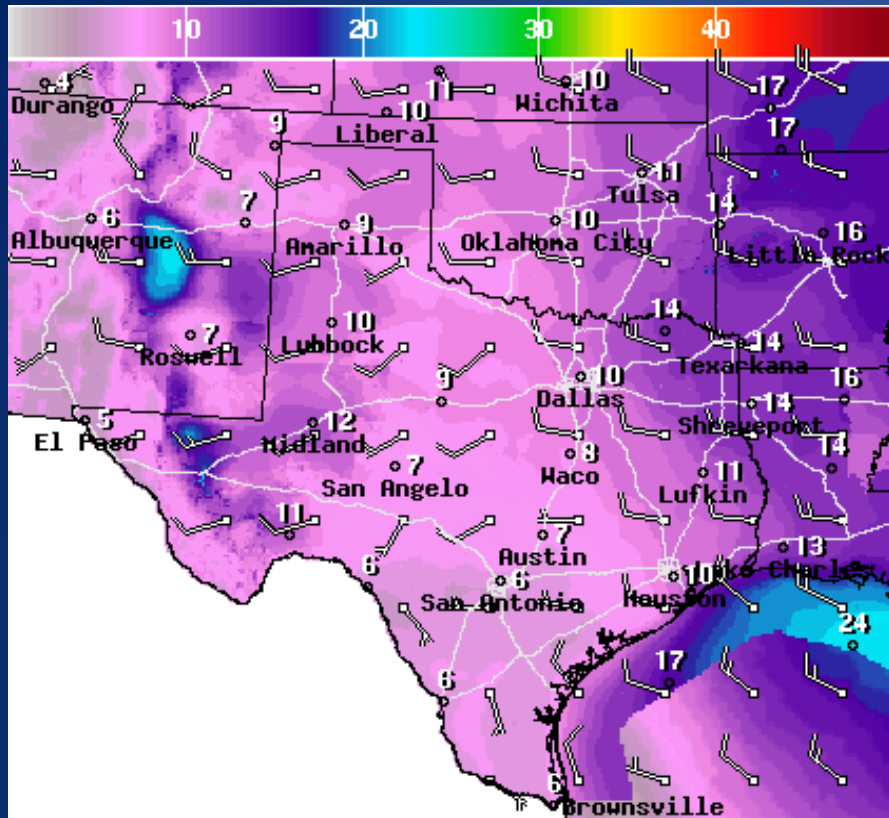 10 20 30 40
4 11 10 17
Durango Wichita
10
Liberal
9 17
11
Tulsa
6 7 9 10 14 16
Albuquerque Amarillo Oklahoma City Little Rock
7 10 14 14
Roswell Lubbock Texarkana
9 10 14 16
Dallas
5 12 Shreveport
El Paso Midland
7 8 11 14
San Angelo Waco Lufkin
11 7 13
Austin
6 6 10 Lake Charles
San Antonio Houston
24
17
6
6
Brownsville